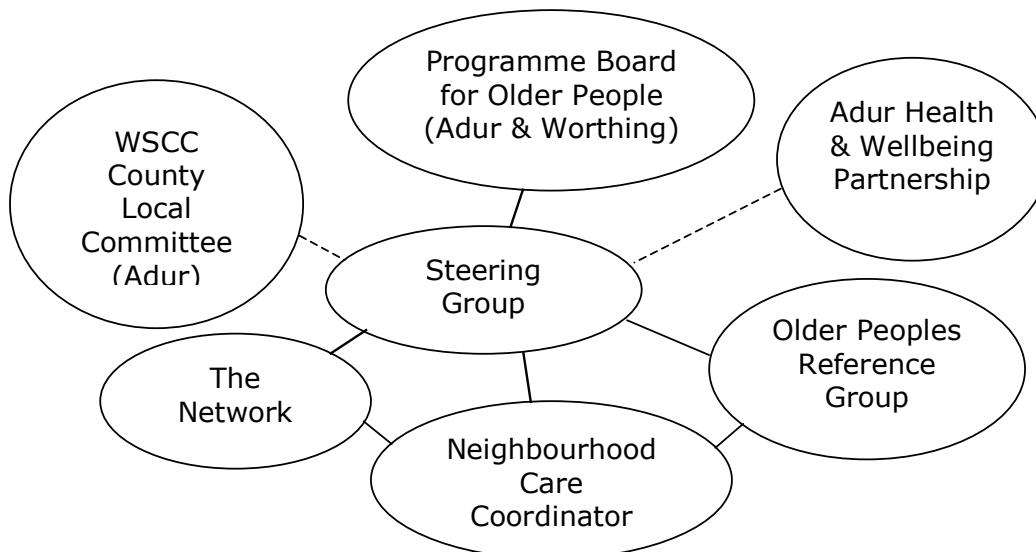 Programme Board
for Older People
(Adur & Worthing)
Adur Health
& Wellbeing
Partnership
WSCC
County
Local
Committee
(Adur)
Steering
Group
Older Peoples
Reference
Group
The
Network
Neighbourhood
Care
Coordinator